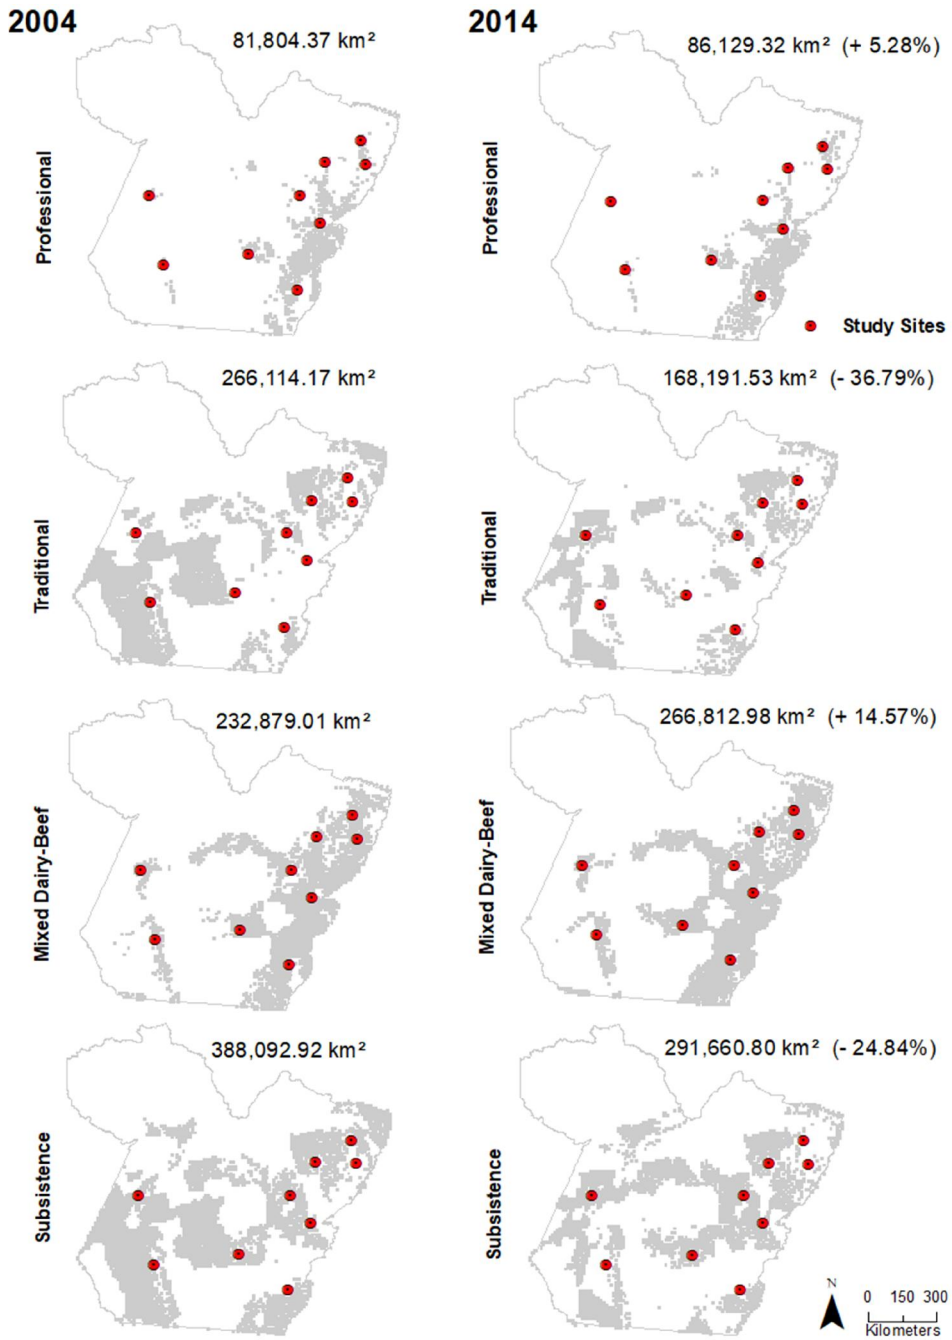 2004
2014
81,804.37 km²
86,129.32 km² (+ 5.28%)
Professional
Professional
Study Sites
266,114.17 km²
168,191.53 km² (- 36.79%)
Traditional
Traditional
232,879.01 km²
266,812.98 km² (+ 14.57%)
Mixed Dairy-Beef
Mixed Dairy-Beef
388,092.92 km²
291,660.80 km² (- 24.84%)
Subsistence
Subsistence
N
0 150 300
Kilometers